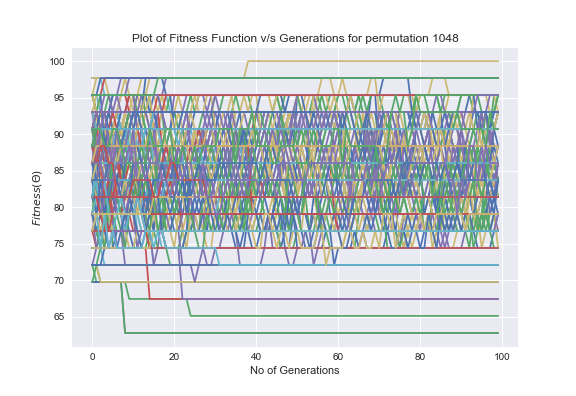 Plot of Fitness Function v/s Generations for permutation 1048
100
95
90
85
80
75
70
65
Fitness(Θ)
0 20 40 60 80 100
No of Generations